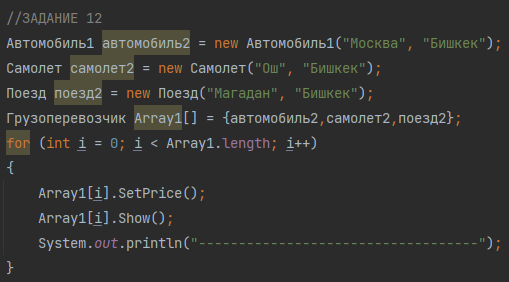 //ЗАДАНИЕ 12
Автомобиль1 автомобиль2 = new Автомобиль1("Москва", "Бишкек");
Самолет самолет2 = new Самолет("Ош", "Бишкек");
Поезд поезд2 = new Поезд("Магадан", "Бишкек");
Грузоперевозчик Array1[] = {автомобиль2,самолет2,поезд2};
for (int i = 0; i < Array1.length; i++)
{
Array1[i].SetPrice();
Array1[i].Show();
System.out.println("-----------------------------------");
}